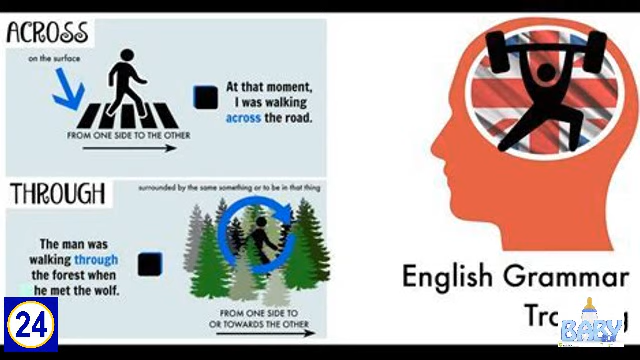 ACROSS
on the surface
At that moment,
I was walking
across the road.
FROM ONE SIDE TO THE OTHER
THROUGH
surrounded by the same something or to be in that thing
The man was
walking through
the forest when
he met the wolf.
FROM ONE SIDE TO
OR TOWARDS THE OTHER
24
English Grammar
BABY